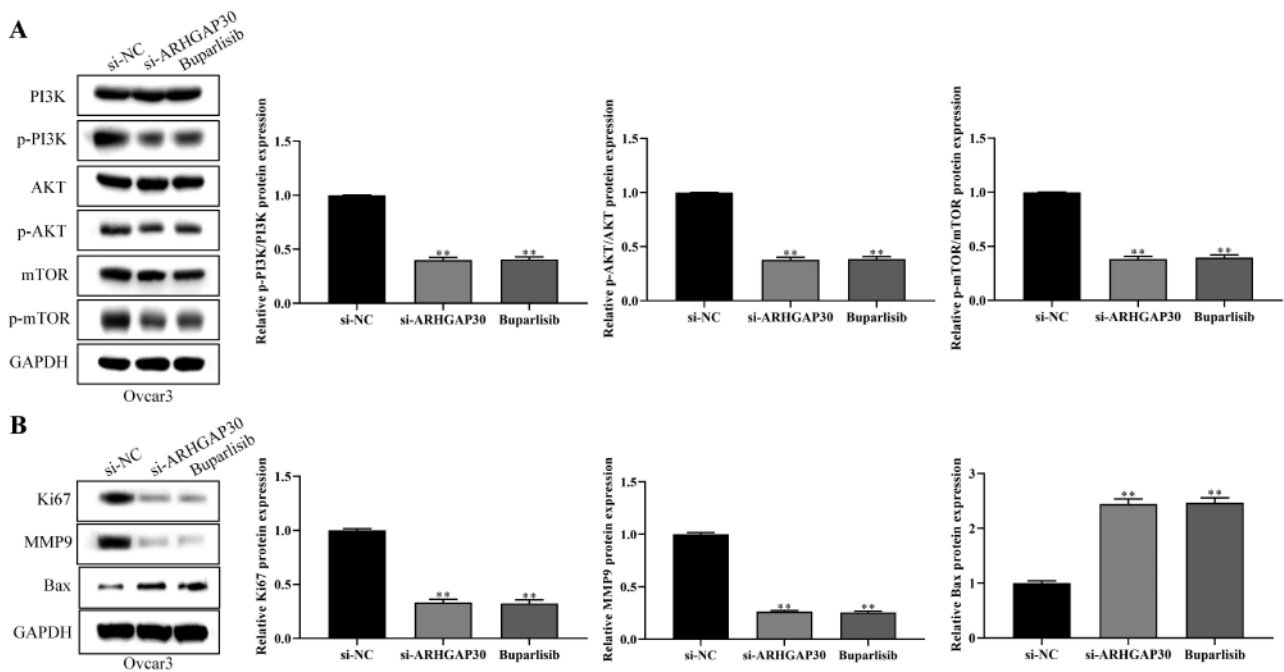 A
si-NC
si-ARHGAP30
Buparlisib
PI3K
p-PI3K
AKT
p-AKT
mTOR
p-mTOR
GAPDH
Ovcar3
Relative p-PI3K/PI3K protein expression
1.5
1.0
0.5
0.0
**
**
si-NC
si-ARHGAP30
Buparlisib
Relative p-AKT/AKT protein expression
1.5
1.0
0.5
0.0
**
**
si-NC
si-ARHGAP30
Buparlisib
Relative p-mTOR/mTOR protein expression
1.5
1.0
0.5
0.0
**
**
si-NC
si-ARHGAP30
Buparlisib
B
si-NC
si-ARHGAP30
Buparlisib
Ki67
MMP9
Bax
GAPDH
Ovcar3
Relative Ki67 protein expression
1.5
1.0
0.5
0.0
**
**
si-NC
si-ARHGAP30
Buparlisib
Relative MMP9 protein expression
1.5
1.0
0.5
0.0
**
**
si-NC
si-ARHGAP30
Buparlisib
Relative Bax protein expression
3
2
1
0
**
**
si-NC
si-ARHGAP30
Buparlisib